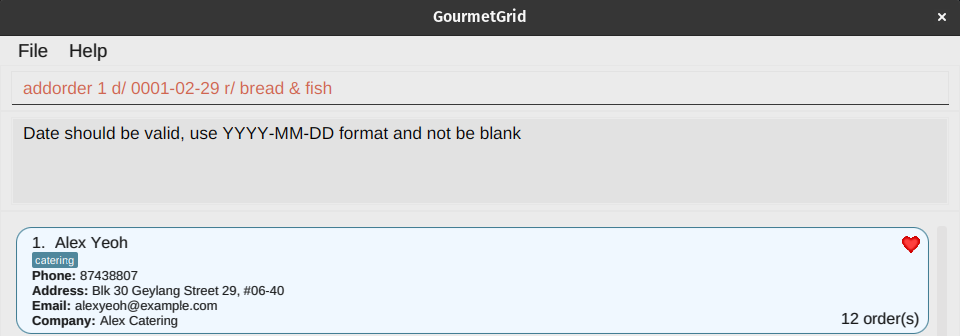 GourmetGrid ×
File Help
addorder 1 d/ 0001-02-29 r/ bread & fish
Date should be valid, use YYYY-MM-DD format and not be blank
1. Alex Yeoh
catering
Phone: 87438807
Address: Blk 30 Geylang Street 29, #06-40
Email: alexyeoh@example.com
Company: Alex Catering
12 order(s)